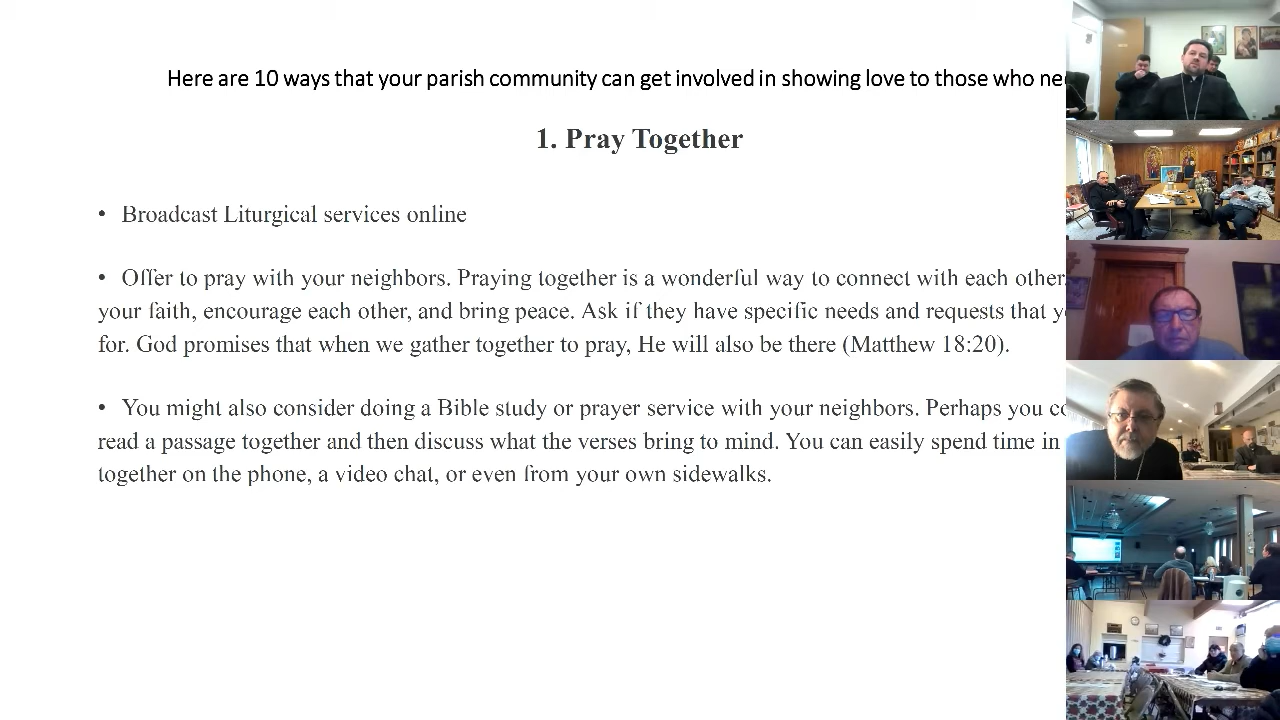 Here are 10 ways that your parish community can get involved in showing love to those who
1. Pray Together
• Broadcast Liturgical services online
• Offer to pray with your neighbors. Praying together is a wonderful way to connect with each other
your faith, encourage each other, and bring peace. Ask if they have specific needs and requests that
for. God promises that when we gather together to pray, He will also be there (Matthew 18:20).
• You might also consider doing a Bible study or prayer service with your neighbors. Perhaps you
read a passage together and then discuss what the verses bring to mind. You can easily spend time in
together on the phone, a video chat, or even from your own sidewalks.